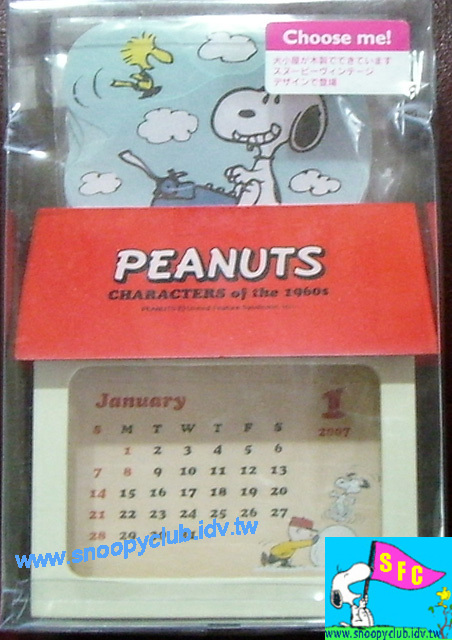 Choose me!
犬小屋が木製でできています
スヌーピーヴィンテージ
デザインで登場
PEANUTS
CHARACTERS of the 1960s
January 1
2007
S M T W T F S
1 2 3 4 5 6
7 8 9 10 11 12 13
14 15 16 17 18 19 20
21 22 23 24 25 26 27
28 29 30 31
www.snoopyclub.idv.tw
SFC
www.snoopyclub.idv.tw